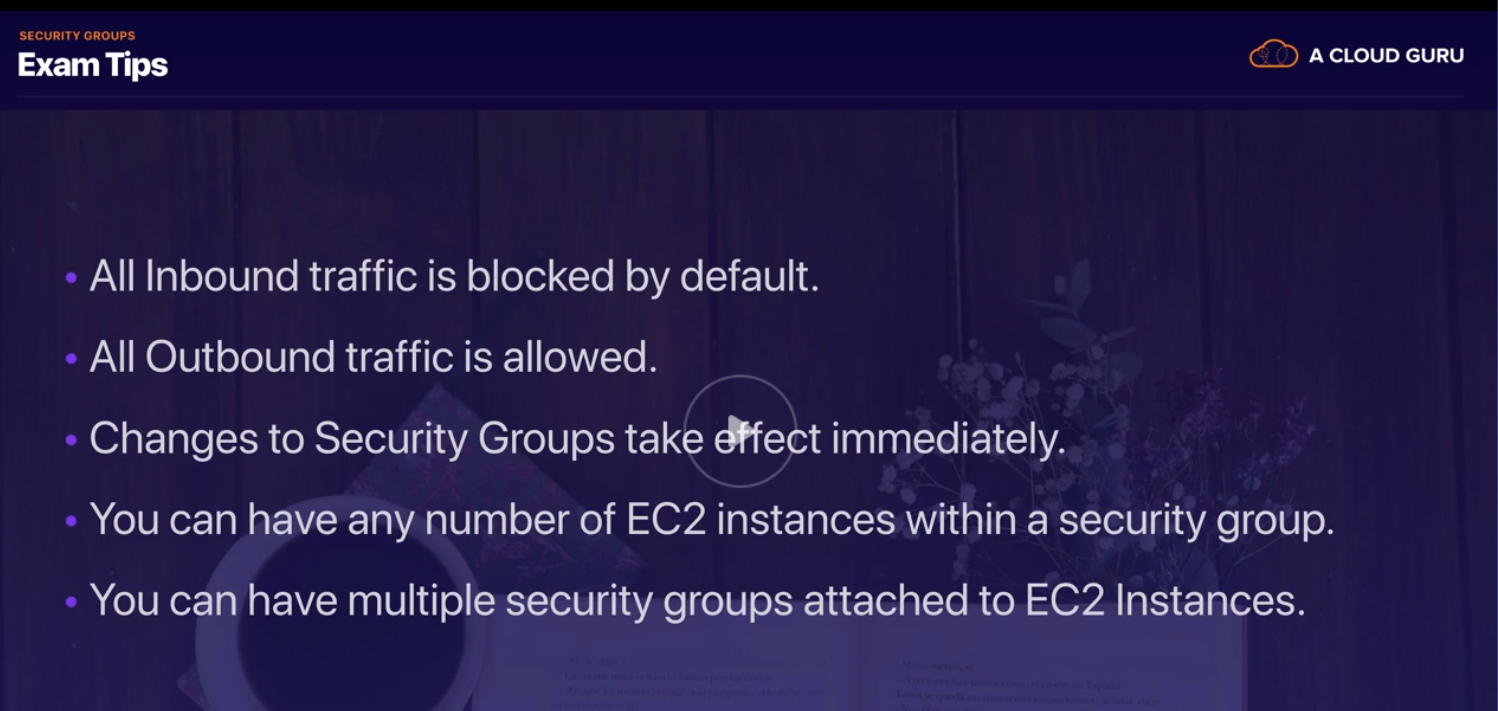 SECURITY GROUPS
Exam Tips
A CLOUD GURU
• All Inbound traffic is blocked by default.
• All Outbound traffic is allowed.
• Changes to Security Groups take effect immediately.
• You can have any number of EC2 instances within a security group.
• You can have multiple security groups attached to EC2 Instances.